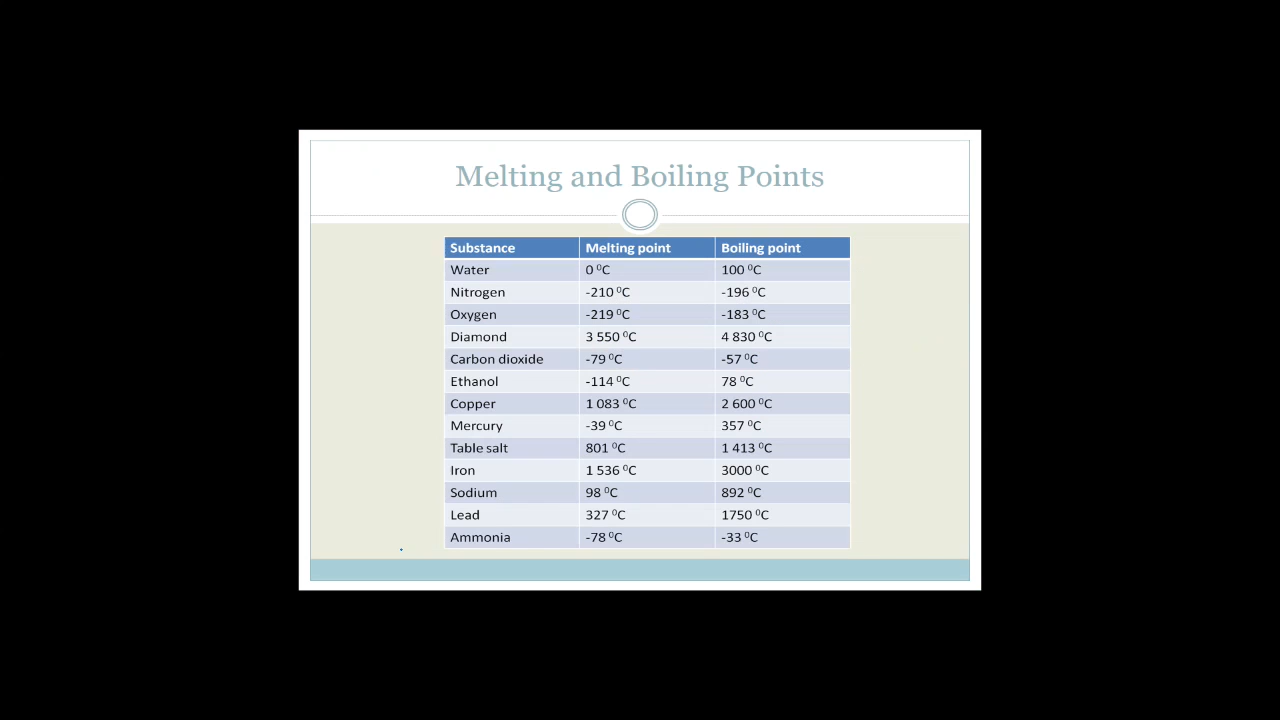 Melting and Boiling Points
Substance Melting point Boiling point
Water 0 ⁰C 100 ⁰C
Nitrogen -210 ⁰C -196 ⁰C
Oxygen -219 ⁰C -183 ⁰C
Diamond 3 550 ⁰C 4 830 ⁰C
Carbon dioxide -79 ⁰C -57 ⁰C
Ethanol -114 ⁰C 78 ⁰C
Copper 1 083 ⁰C 2 600 ⁰C
Mercury -39 ⁰C 357 ⁰C
Table salt 801 ⁰C 1 413 ⁰C
Iron 1 536 ⁰C 3000 ⁰C
Sodium 98 ⁰C 892 ⁰C
Lead 327 ⁰C 1750 ⁰C
Ammonia -78 ⁰C -33 ⁰C